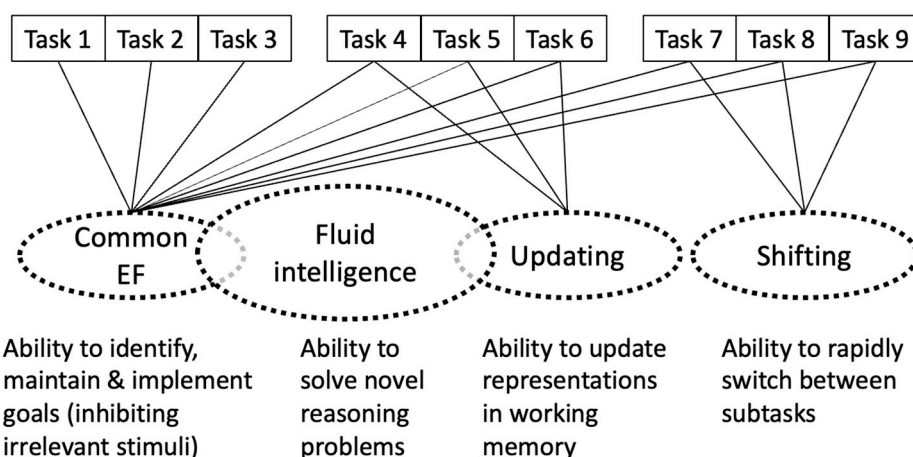 Task 1 Task 2 Task 3 Task 4 Task 5 Task 6 Task 7 Task 8 Task 9
Common
EF
Fluid
intelligence
Updating
Shifting
Ability to identify,
maintain & implement
goals (inhibiting
irrelevant stimuli)
Ability to
solve novel
reasoning
problems
Ability to update
representations
in working
memory
Ability to rapidly
switch between
subtasks